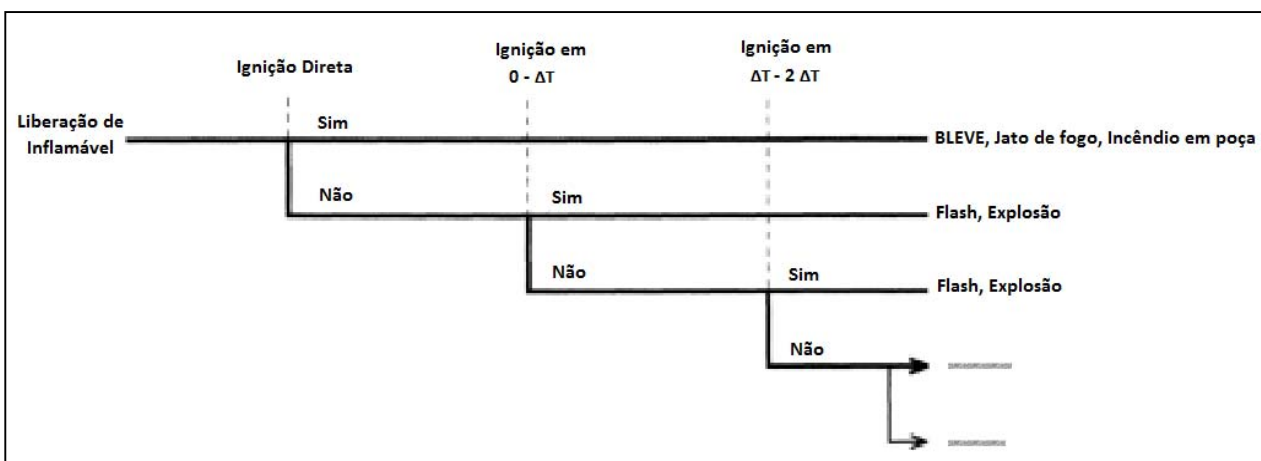 Ignição Direta
Ignição em
0 - ΔT
Ignição em
ΔT - 2 ΔT
Liberação de
Inflamável
Sim
BLEVE, Jato de fogo, Incêndio em poça
Não
Sim
Flash, Explosão
Não
Sim
Flash, Explosão
Não